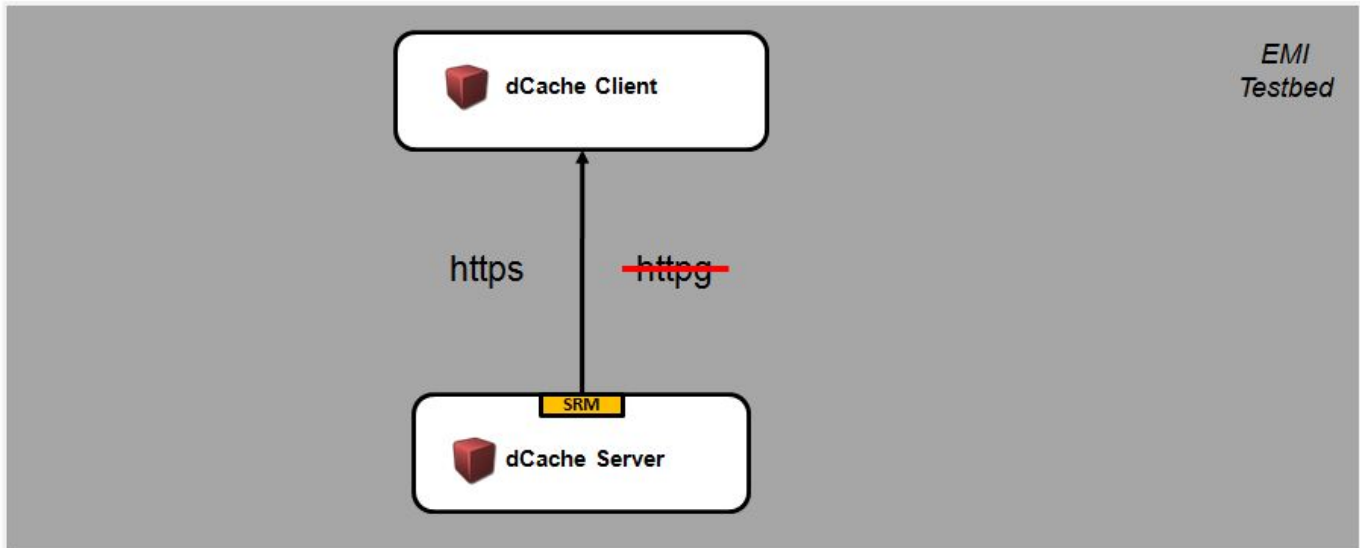 EMI
Testbed
dCache Client
https
httpg
SRM
dCache Server